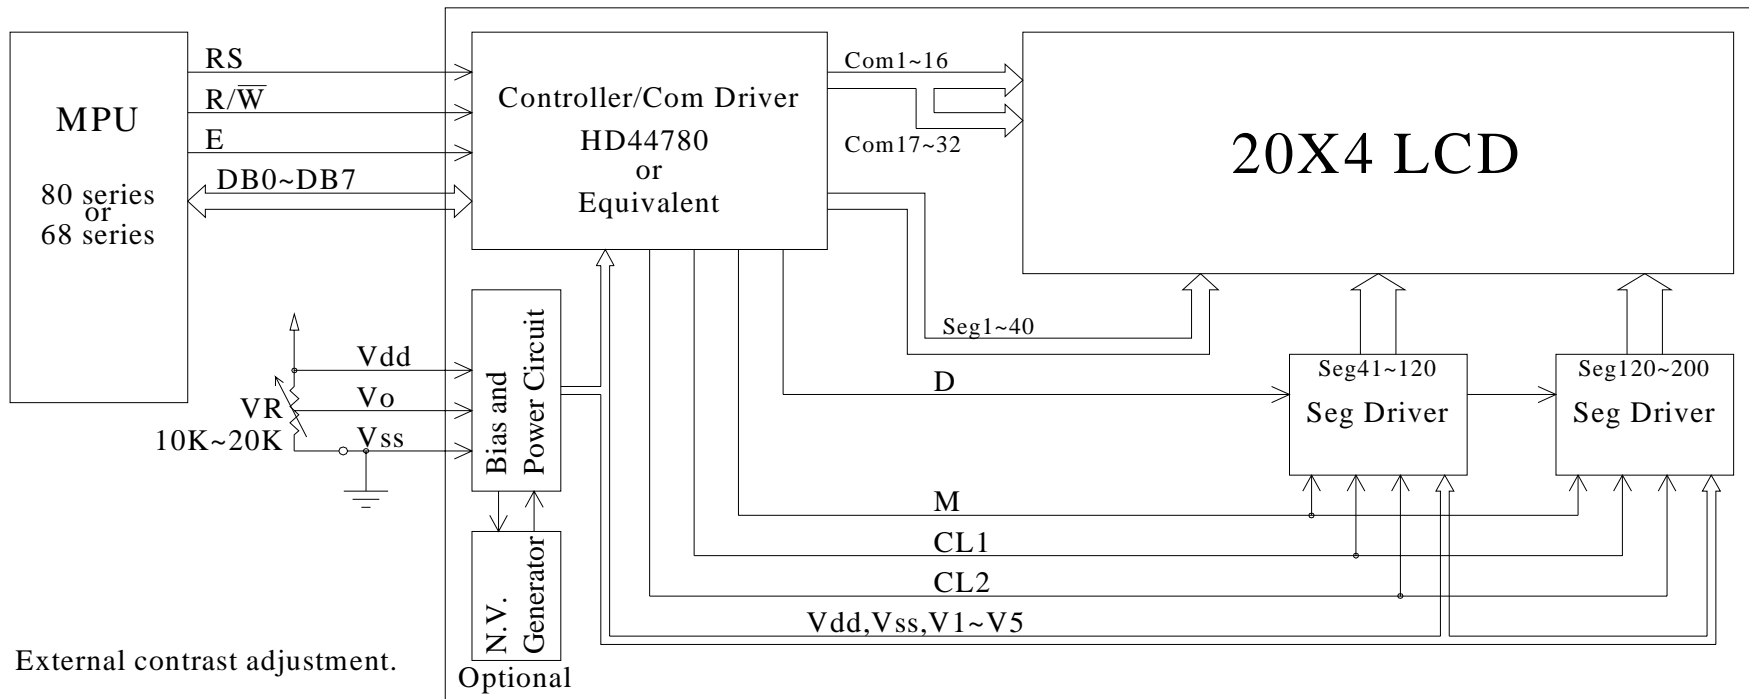 MPU
80 series
or
68 series
RS
R/W̅
E
DB0~DB7
Controller/Com Driver
HD44780
or
Equivalent
Com1~16
Com17~32
20X4 LCD
Seg1~40
Vdd
Vo
Vss
VR
10K~20K
Bias and
Power Circuit
D
Seg41~120
Seg Driver
Seg120~200
Seg Driver
M
CL1
CL2
Vdd,Vss,V1~V5
N.V.
Generator
Optional
External contrast adjustment.